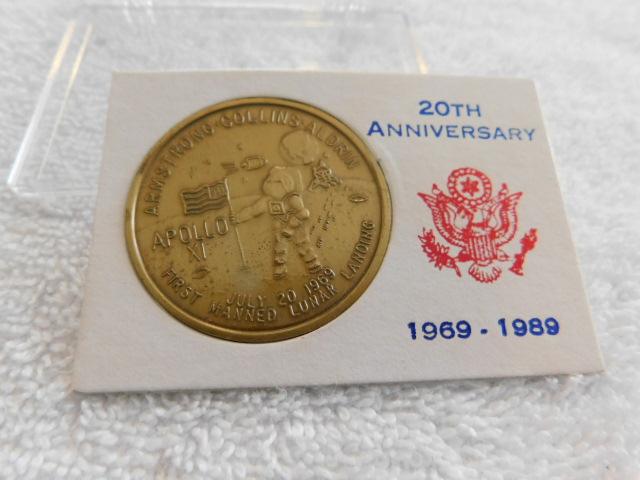 ARMSTRONG·COLLINS·ALDRIN
APOLLO
XI
JULY 20 1969
FIRST MANNED LUNAR LANDING
20TH
ANNIVERSARY
1969 - 1989